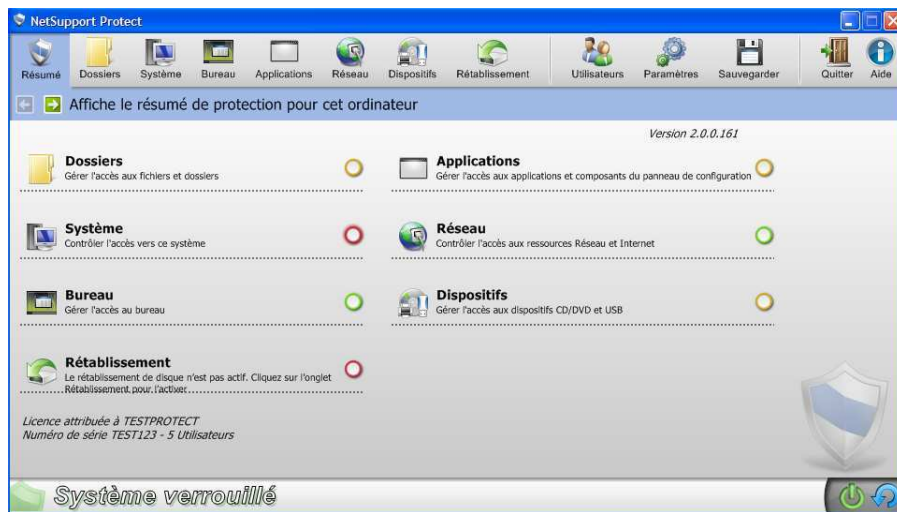 NetSupport Protect
Résumé Dossiers Système Bureau Applications Réseau Dispositifs Rétablissement Utilisateurs Paramètres Sauvegarder Quitter Aide
Affiche le résumé de protection pour cet ordinateur
Version 2.0.0.161
Dossiers
Gérer l'accès aux fichiers et dossiers
Applications
Gérer l'accès aux applications et composants du panneau de configuration
Système
Contrôler l'accès vers ce système
Réseau
Contrôler l'accès aux ressources Réseau et Internet
Bureau
Gérer l'accès au bureau
Dispositifs
Gérer l'accès aux dispositifs CD/DVD et USB
Rétablissement
Le rétablissement de disque n'est pas actif. Cliquez sur l'onglet
Rétablissement pour l'activer
Licence attribuée à TESTPROTECT
Numéro de série TEST123 - 5 Utilisateurs
Système verrouillé